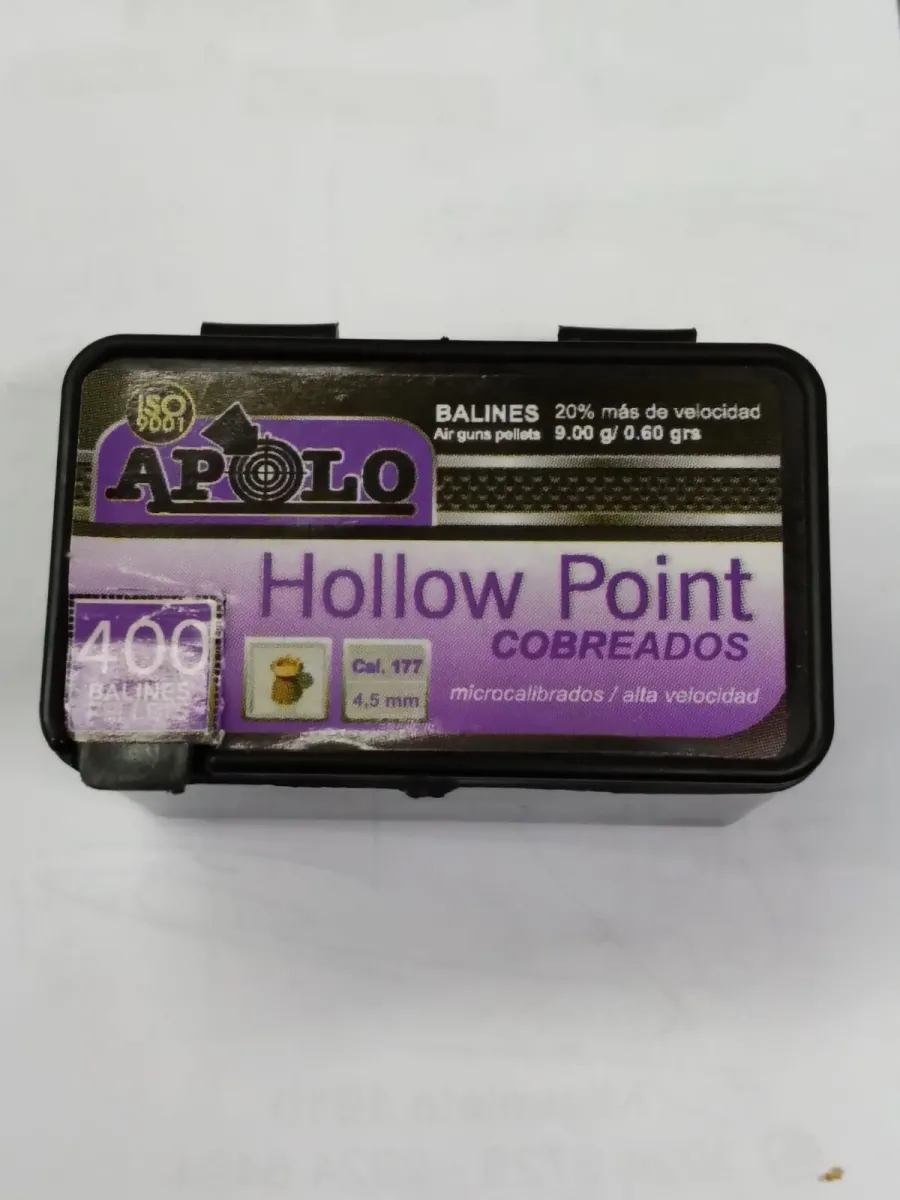 ISO
9001
APOLO
BALINES 20% más de velocidad
Air guns pellets 9.00 g/ 0.60 grs
Hollow Point
COBREADOS
400
BALINES
PELLETS
Cal. 177
4,5 mm
microcalibrados / alta velocidad